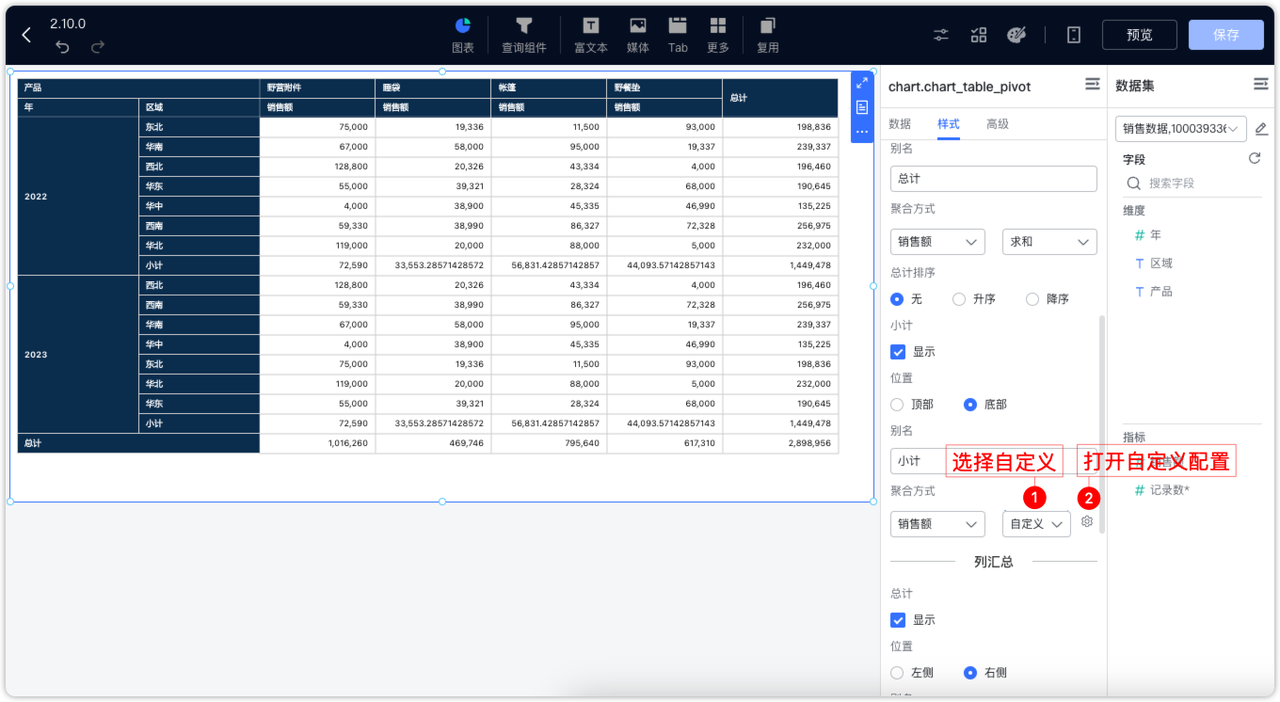 2.10.0
图表 查询组件 富文本 媒体 Tab 更多 复用
预览 保存
产品 野营附件 睡袋 帐篷 野餐垫 总计
年 区域 销售额 销售额 销售额 销售额
2022
东北 75,000 19,336 11,500 93,000 198,836
华南 67,000 58,000 95,000 19,337 239,337
西北 128,800 20,326 43,334 4,000 196,460
华东 55,000 39,321 28,324 68,000 190,645
华中 4,000 38,900 45,335 46,990 135,225
西南 59,330 38,990 86,327 72,328 256,975
华北 119,000 20,000 88,000 5,000 232,000
小计 72,590 33,553.28571428572 56,831.42857142857 44,093.57142857143 1,449,478
2023
西北 128,800 20,326 43,334 4,000 196,460
西南 59,330 38,990 86,327 72,328 256,975
华南 67,000 58,000 95,000 19,337 239,337
华中 4,000 38,900 45,335 46,990 135,225
东北 75,000 19,336 11,500 93,000 198,836
华北 119,000 20,000 88,000 5,000 232,000
华东 55,000 39,321 28,324 68,000 190,645
小计 72,590 33,553.28571428572 56,831.42857142857 44,093.57142857143 1,449,478
总计 1,016,260 469,746 795,640 617,310 2,898,956
chart.chart_table_pivot
数据 样式 高级
别名
总计
聚合方式
销售额 求和
总计排序
无 升序 降序
小计
显示
位置
顶部 底部
别名
小计
选择自定义 打开自定义配置
聚合方式
1 2
销售额 自定义
列汇总
总计
显示
位置
左侧 右侧
数据集
销售数据,10003933
字段
搜索字段
维度
# 年
T 区域
T 产品
指标
# 记录数*